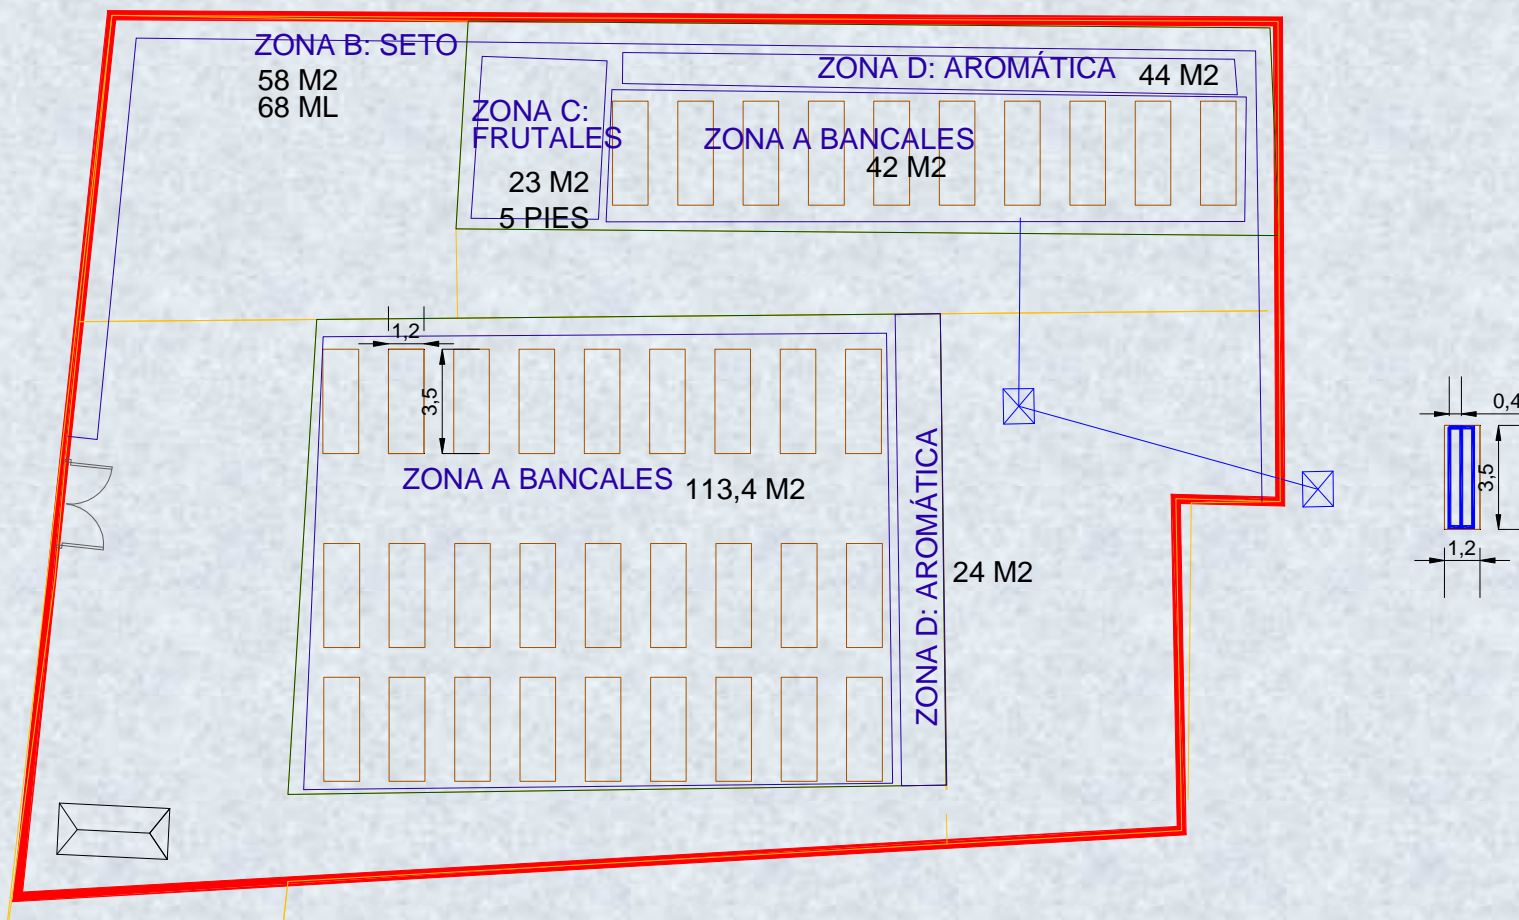 ZONA B: SETO
58 M2
68 ML
ZONA C:
FRUTALES
23 M2
5 PIES
ZONA D: AROMÁTICA
44 M2
ZONA A BANCALES
42 M2
1,2
3,5
ZONA A BANCALES
113,4 M2
ZONA D: AROMÁTICA
24 M2
0,4
3,5
1,2